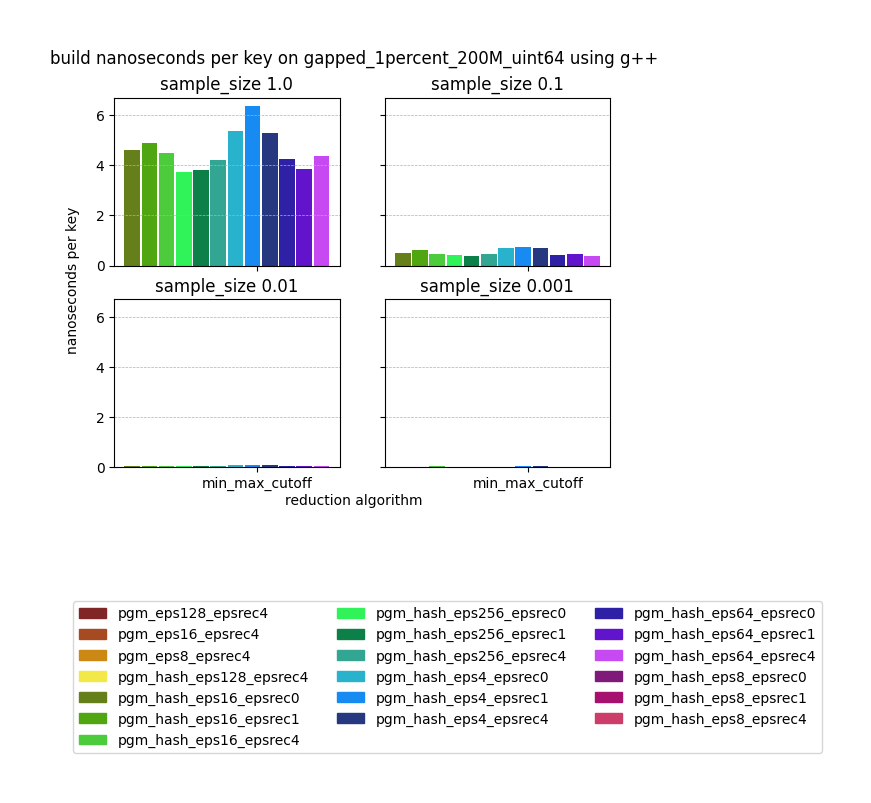 build nanoseconds per key on gapped_1percent_200M_uint64 using g++
sample_size 1.0
sample_size 0.1
6
4
2
0
sample_size 0.01
sample_size 0.001
6
4
2
0
nanoseconds per key
min_max_cutoff
min_max_cutoff
reduction algorithm
pgm_eps128_epsrec4
pgm_eps16_epsrec4
pgm_eps8_epsrec4
pgm_hash_eps128_epsrec4
pgm_hash_eps16_epsrec0
pgm_hash_eps16_epsrec1
pgm_hash_eps16_epsrec4
pgm_hash_eps256_epsrec0
pgm_hash_eps256_epsrec1
pgm_hash_eps256_epsrec4
pgm_hash_eps4_epsrec0
pgm_hash_eps4_epsrec1
pgm_hash_eps4_epsrec4
pgm_hash_eps64_epsrec0
pgm_hash_eps64_epsrec1
pgm_hash_eps64_epsrec4
pgm_hash_eps8_epsrec0
pgm_hash_eps8_epsrec1
pgm_hash_eps8_epsrec4